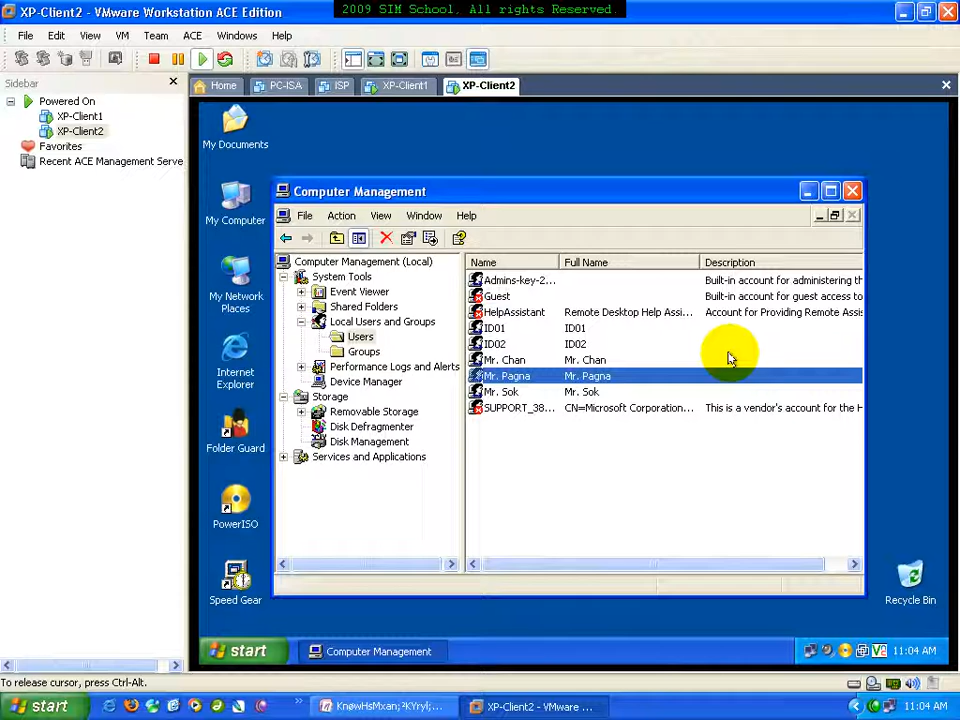 XP-Client2 - VMware Workstation ACE Edition
2009 SIM School. All rights Reserved.
File Edit View VM Team ACE Windows Help
Sidebar
Home PC-ISA ISP XP-Client1 XP-Client2
Powered On
XP-Client1
XP-Client2
Favorites
Recent ACE Management Serve
My Documents
My Computer
My Network
Places
Internet
Explorer
Folder Guard
PowerISO
Speed Gear
Recycle Bin
Computer Management
File Action View Window Help
Computer Management (Local)
System Tools
Event Viewer
Shared Folders
Local Users and Groups
Users
Groups
Performance Logs and Alerts
Device Manager
Storage
Removable Storage
Disk Defragmenter
Disk Management
Services and Applications
Name Full Name Description
Admins-key-2... Built-in account for administering th
Guest Built-in account for guest access to
HelpAssistant Remote Desktop Help Assi... Account for Providing Remote Assis
ID01 ID01
ID02 ID02
Mr. Chan Mr. Chan
Mr. Pagna Mr. Pagna
Mr. Sok Mr. Sok
SUPPORT_38... CN=Microsoft Corporation... This is a vendor's account for the H
start Computer Management 11:04 AM
To release cursor, press Ctrl-Alt.
start KnøwHsMxan;²KYryl;... XP-Client2 - VMware ... 11:04 AM